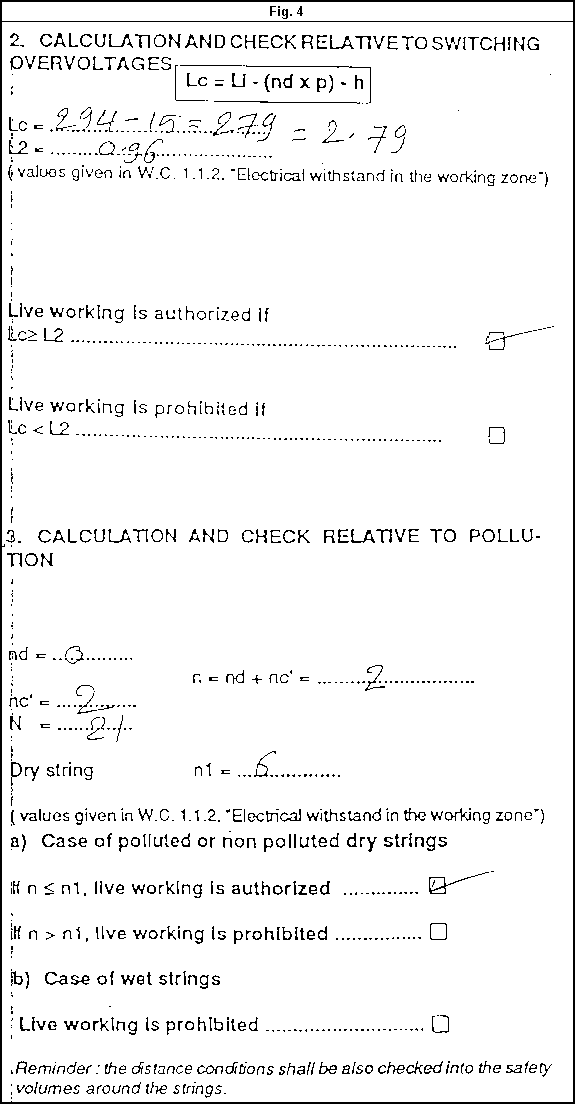 Fig. 4
2. CALCULATION AND CHECK RELATIVE TO SWITCHING
OVERVOLTAGES
Lc = Li - (nd x p) - h
Lc = 294 - 15 = 279 = 2.79
L2 = 0.96
( values given in W.C. 1.1.2. "Electrical withstand in the working zone")
Live working is authorized if
Lc≥ L2
Live working is prohibited if
Lc < L2
3. CALCULATION AND CHECK RELATIVE TO POLLU-
TION
nd = 0
n = nd + nc' = 2
nc' = 2
N = 21
Dry string n1 = 6
( values given in W.C. 1.1.2. "Electrical withstand in the working zone")
a) Case of polluted or non polluted dry strings
If n ≤ n1, live working is authorized
If n > n1, live working is prohibited
b) Case of wet strings
Live working is prohibited
Reminder : the distance conditions shall be also checked into the safety
volumes around the strings.